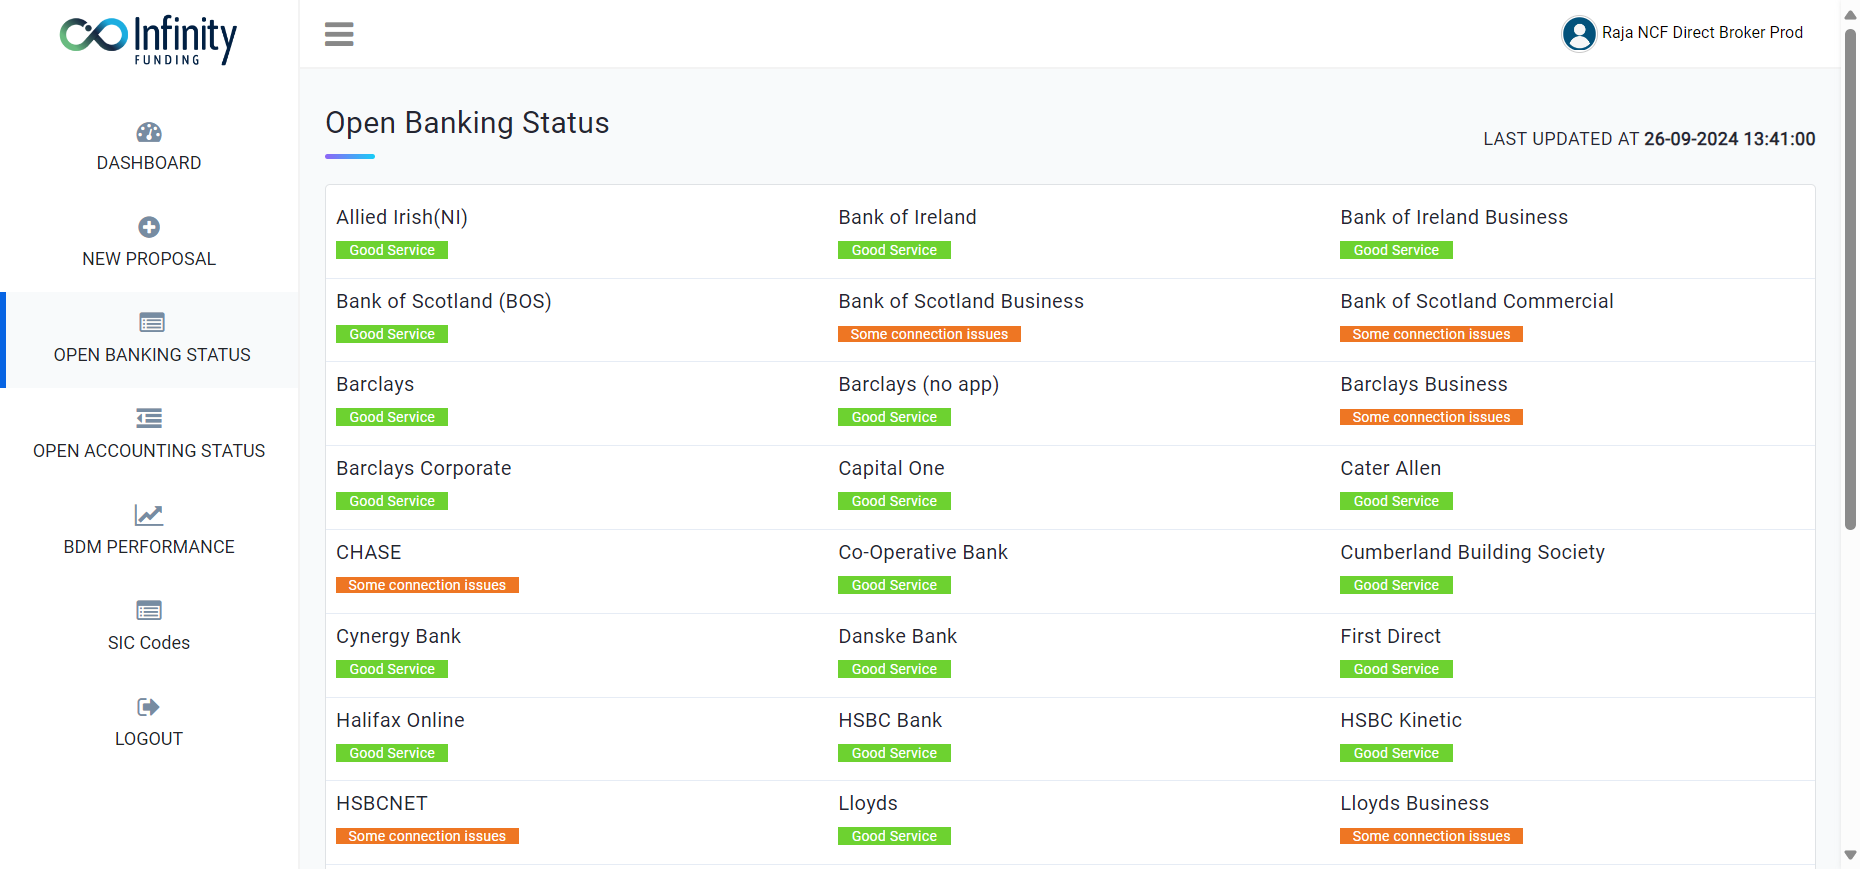 Infinity
FUNDING
Raja NCF Direct Broker Prod
DASHBOARD
NEW PROPOSAL
OPEN BANKING STATUS
OPEN ACCOUNTING STATUS
BDM PERFORMANCE
SIC Codes
LOGOUT
Open Banking Status
LAST UPDATED AT 26-09-2024 13:41:00
Allied Irish(NI)
Good Service
Bank of Ireland
Good Service
Bank of Ireland Business
Good Service
Bank of Scotland (BOS)
Good Service
Bank of Scotland Business
Some connection issues
Bank of Scotland Commercial
Some connection issues
Barclays
Good Service
Barclays (no app)
Good Service
Barclays Business
Some connection issues
Barclays Corporate
Good Service
Capital One
Good Service
Cater Allen
Good Service
CHASE
Some connection issues
Co-Operative Bank
Good Service
Cumberland Building Society
Good Service
Cynergy Bank
Good Service
Danske Bank
Good Service
First Direct
Good Service
Halifax Online
Good Service
HSBC Bank
Good Service
HSBC Kinetic
Good Service
HSBCNET
Some connection issues
Lloyds
Good Service
Lloyds Business
Some connection issues